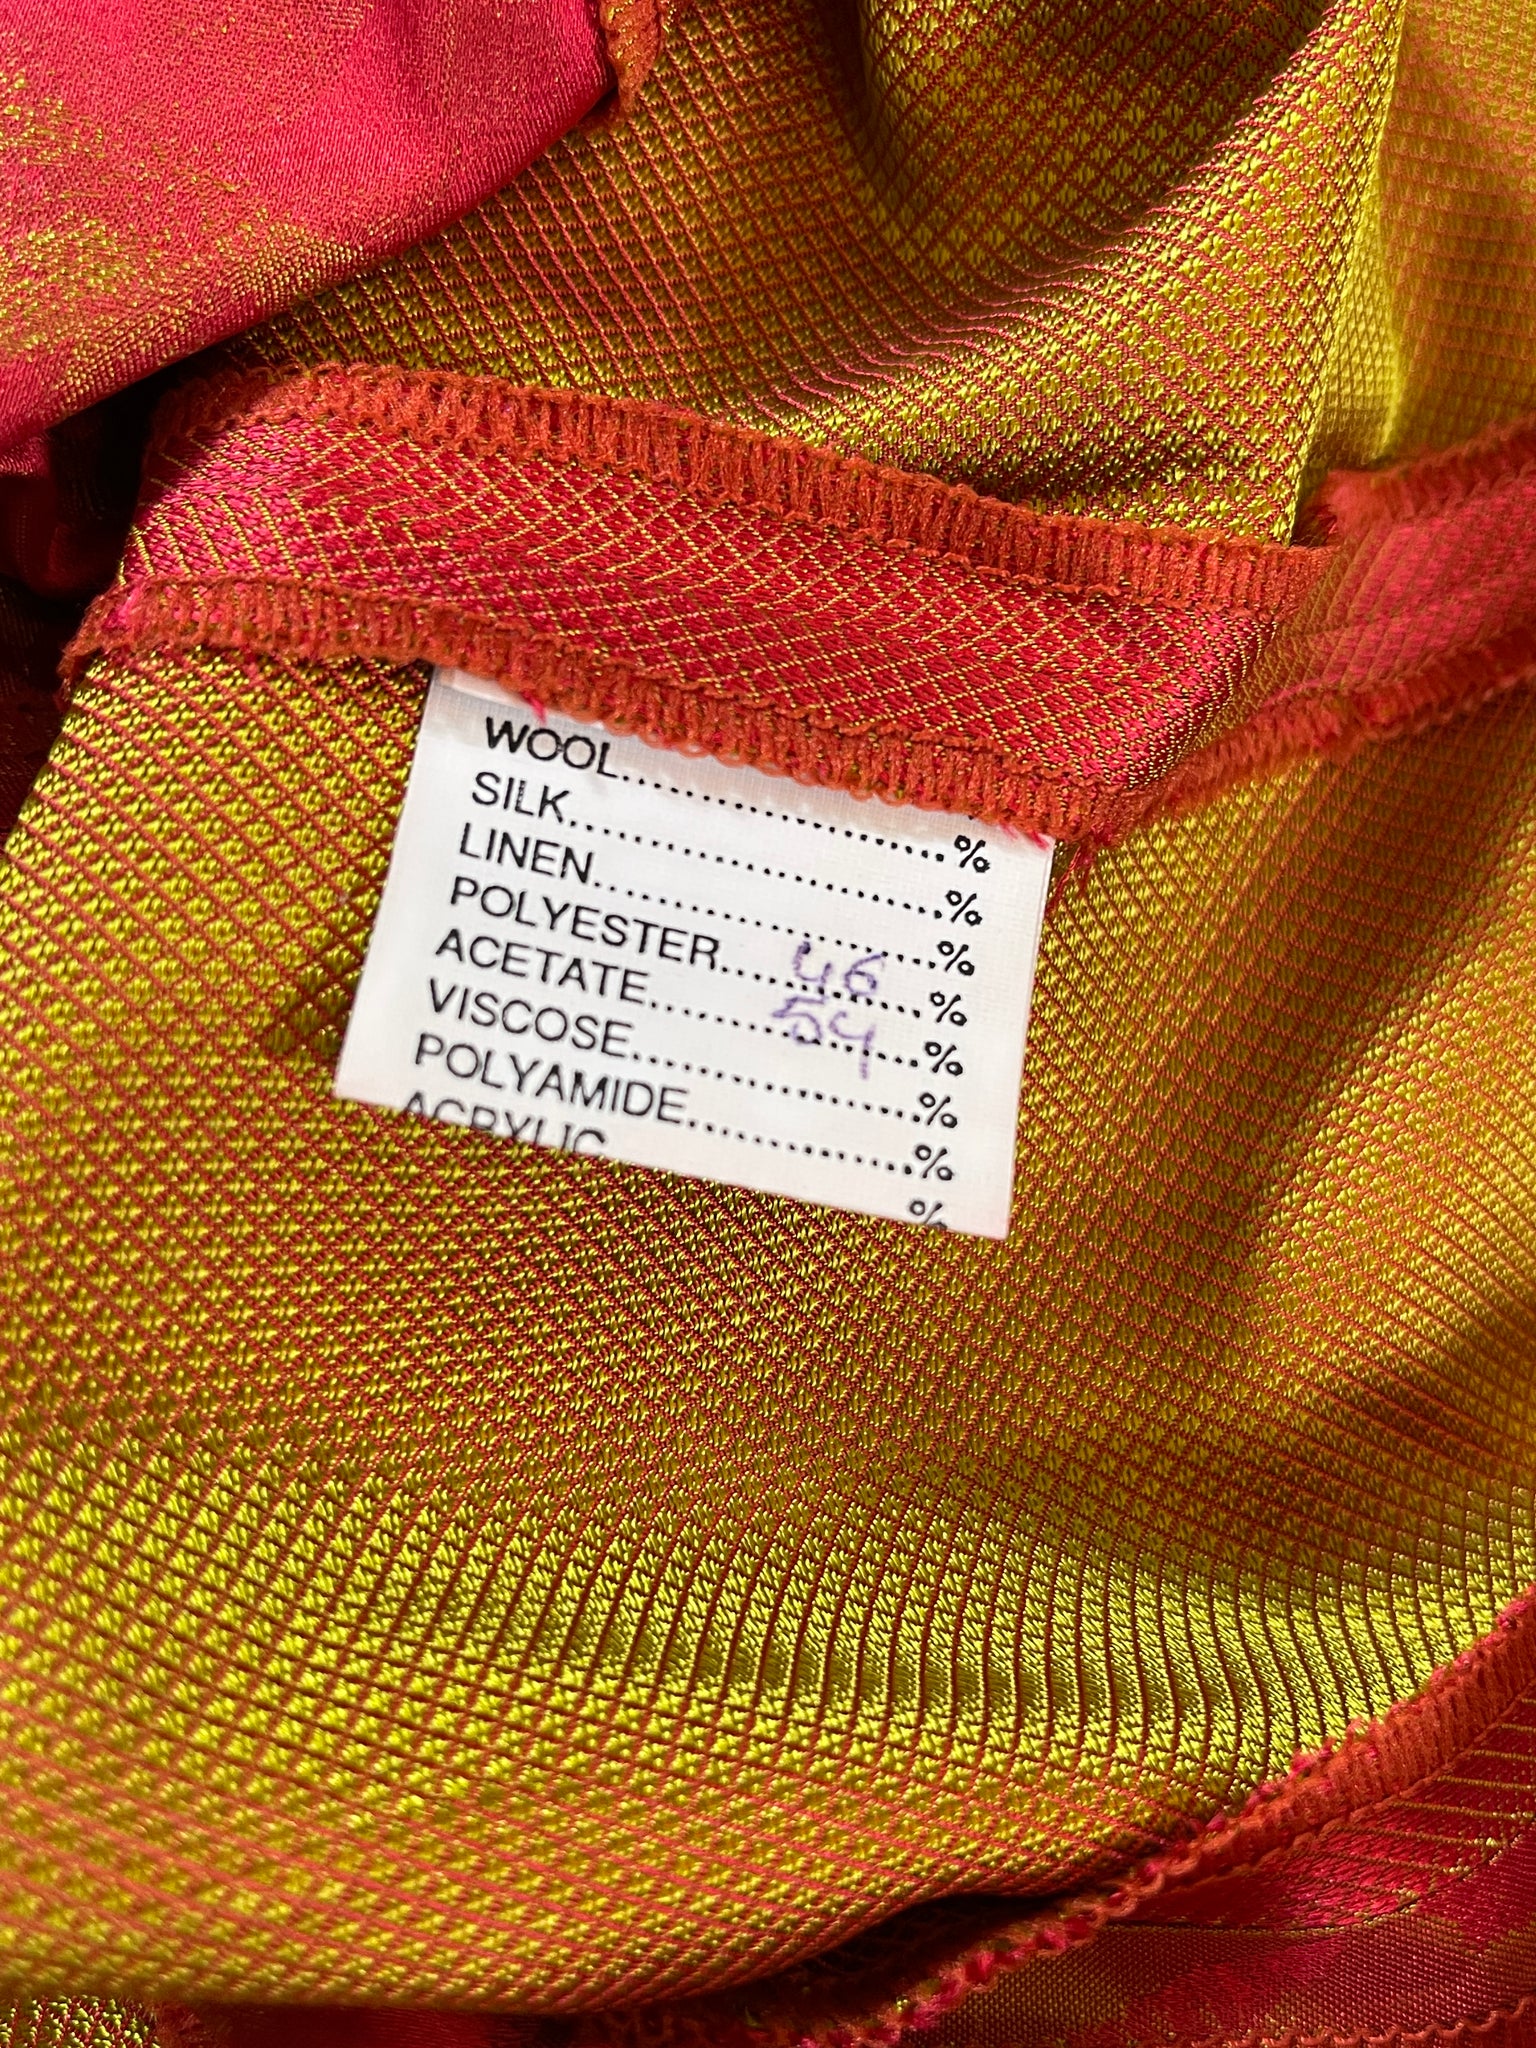 WOOL....................%
SILK.......................%
LINEN.....................%
POLYESTER....46....%
ACETATE.......54.....%
VISCOSE.................%
POLYAMIDE.............%
ACRYLIC %